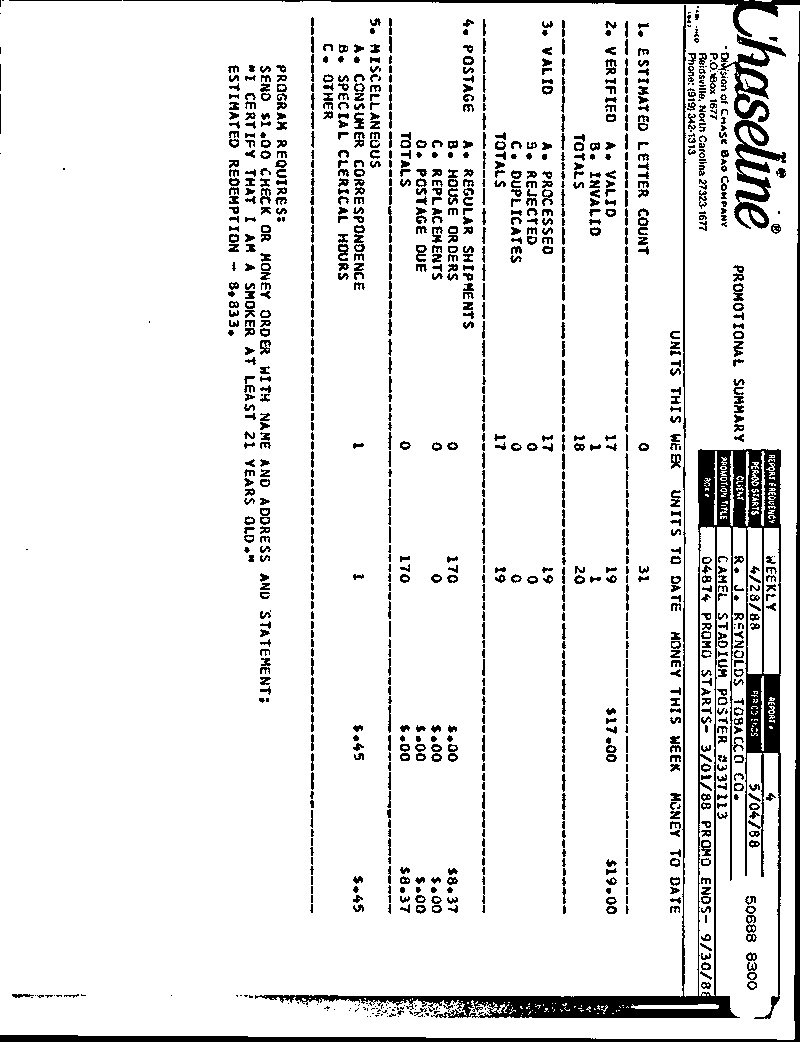 Chaseline®
- Division of CHASE BAG COMPANY
P.O. Box 1677
Reidsville, North Carolina 27323-1677
Phone: (919) 342-1313
PROMOTIONAL SUMMARY
REPORT FREQUENCY WEEKLY REPORT# 4
PERIOD STARTS 4/28/88 PERIOD ENDS 5/04/88
CLIENT R. J. REYNOLDS TOBACCO CO.
PROMOTION TITLE CAMEL STADIUM POSTER #337113
04874 PROMO STARTS- 3/01/88 PROMO ENDS- 9/30/88
50688 8300
UNITS THIS WEEK UNITS TO DATE MONEY THIS WEEK MONEY TO DATE
1. ESTIMATED LETTER COUNT 0 31
2. VERIFIED A. VALID 17 19 $17.00 $19.00
B. INVALID 1 1
TOTALS 18 20
3. VALID A. PROCESSED 17 19
B. REJECTED 0 0
C. DUPLICATES 0 0
TOTALS 17 19
4. POSTAGE A. REGULAR SHIPMENTS
B. HOUSE ORDERS 0 170 $.00 $8.37
C. REPLACEMENTS 0 0 $.00 $.00
D. POSTAGE DUE $.00 $.00
TOTALS 0 170 $.00 $8.37
5. MISCELLANEOUS
A. CONSUMER CORRESPONDENCE 1 1 $.45 $.45
B. SPECIAL CLERICAL HOURS
C. OTHER
PROGRAM REQUIRES:
SEND $1.00 CHECK OR MONEY ORDER WITH NAME AND ADDRESS AND STATEMENT;
"I CERTIFY THAT I AM A SMOKER AT LEAST 21 YEARS OLD."
ESTIMATED REDEMPTION - 8,833.